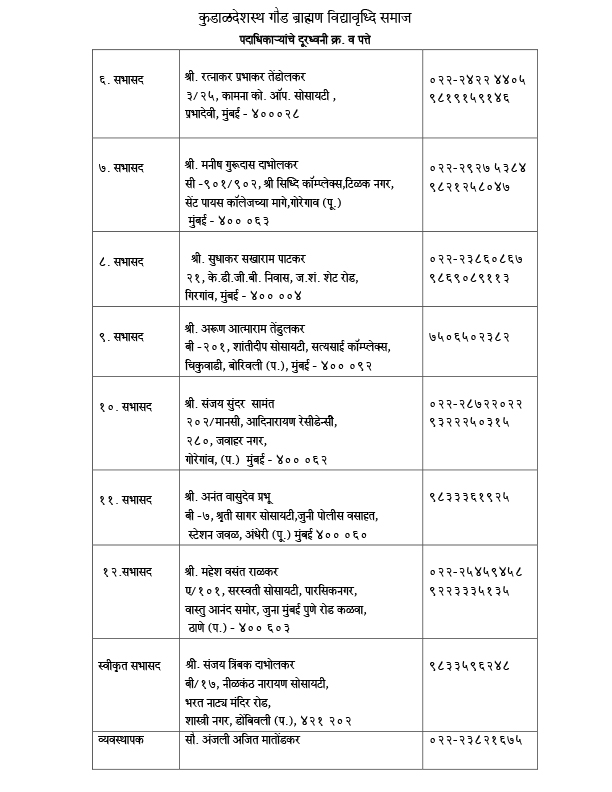 कुडाळदेशस्थ गौड ब्राह्मण विद्यावृध्दि समाज
पदाधिकाऱ्यांचे दूरध्वनी क्र. व पत्ते
६. सभासद
श्री. रत्नाकर प्रभाकर तेंडोलकर
३/२५, कामना को. ऑप. सोसायटी ,
प्रभादेवी, मुंबई - ४०००२८
०२२-२४२२ ४४०५
९८१९१५९१४६
७. सभासद
श्री. मनीष गुरूदास दाभोलकर
सी -९०१/९०२, श्री सिध्दि कॉम्प्लेक्स,टिळक नगर,
सेंट पायस कॉलेजच्या मागे,गोरेगाव (पू.)
मुंबई - ४०० ०६३
०२२-२९२७ ५३८४
९८२१२५८०४७
८. सभासद
श्री. सुधाकर सखाराम पाटकर
२१, के.डी.जी.बी. निवास, ज.शं. शेट रोड,
गिरगांव, मुंबई - ४०० ००४
०२२-२३८६०८६७
९८६९०८९११३
९. सभासद
श्री. अरूण आत्माराम तेंडुलकर
बी -२०१, शांतीदीप सोसायटी, सत्यसाई कॉम्प्लेक्स,
चिकुवाडी, बोरिवली (प.), मुंबई - ४०० ०९२
७५०६५०२३८२
१०. सभासद
श्री. संजय सुंदर सामंत
२०२/मानसी, आदिनारायण रेसीडेन्सी,
२८०, जवाहर नगर,
गोरेगांव, (प.) मुंबई - ४०० ०६२
०२२-२८७२२०२२
९३२२२५०३१५
११. सभासद
श्री. अनंत वासुदेव प्रभू
बी -७, श्रृती सागर सोसायटी,जुनी पोलीस वसाहत,
स्टेशन जवळ, अंधेरी (पू.) मुंबई ४०० ०६०
९८३३३६१९२५
१२.सभासद
श्री. महेश वसंत राळकर
ए/१०१, सरस्वती सोसायटी, पारसिकनगर,
वास्तु आनंद समोर, जुना मुंबई पुणे रोड कळवा,
ठाणे (प.) - ४०० ६०३
०२२-२५४५९४५८
९२२३३३५१३५
स्वीकृत सभासद
श्री. संजय त्रिंबक दाभोलकर
बी/१७, नीळकंठ नारायण सोसायटी,
भरत नाट्य मंदिर रोड,
शास्त्री नगर, डोंबिवली (प.), ४२१ २०२
९८३३५९६२४८
व्यवस्थापक
सौ. अंजली अजित मातोंडकर
०२२-२३८२१६७५